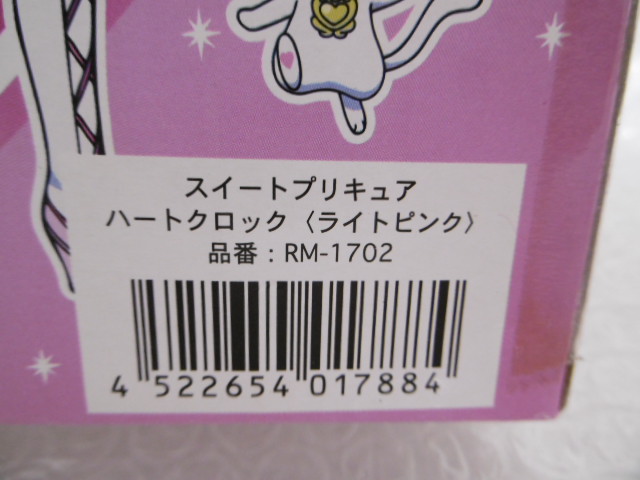 スイートプリキュア
ハートクロック〈ライトピンク〉
品番：RM-1702
4 522654 017884